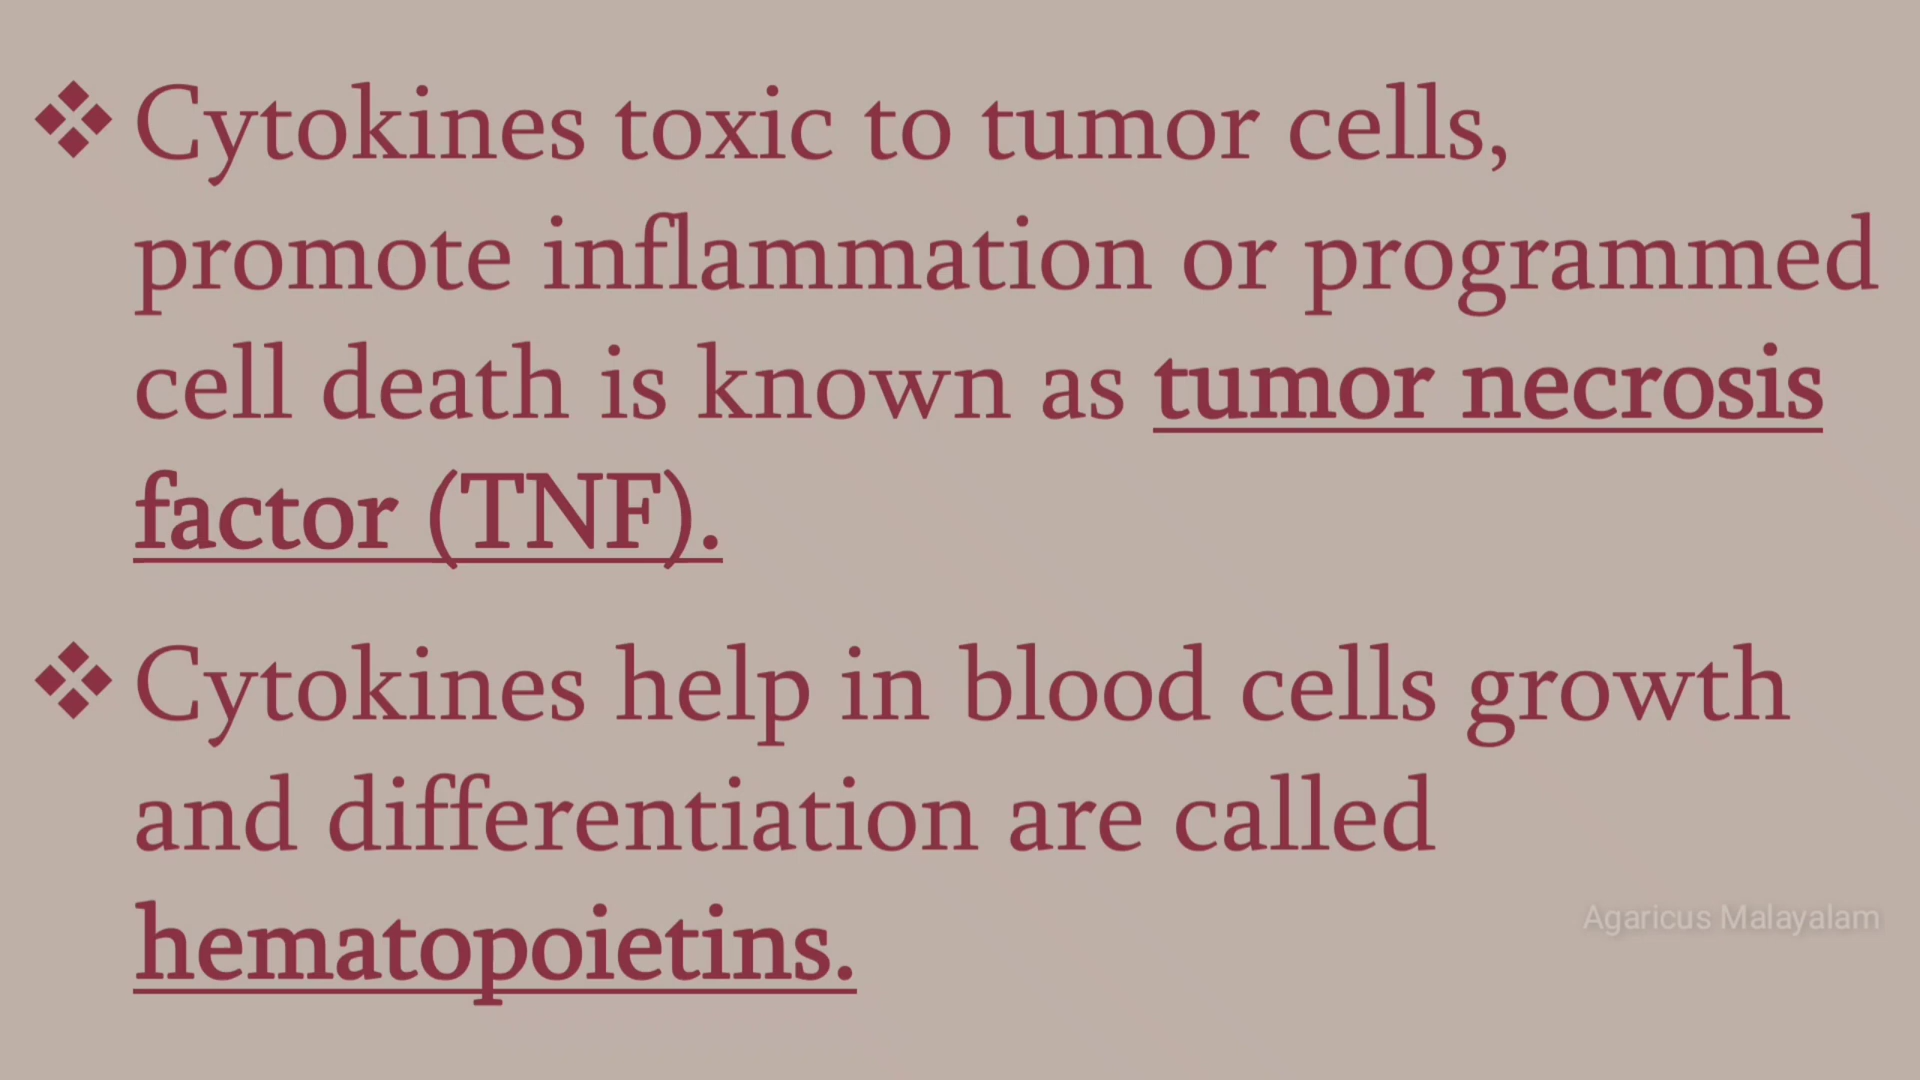 ❖ Cytokines toxic to tumor cells,
promote inflammation or programmed
cell death is known as tumor necrosis
factor (TNF).
❖ Cytokines help in blood cells growth
and differentiation are called
hematopoietins.
Agaricus Malayalam